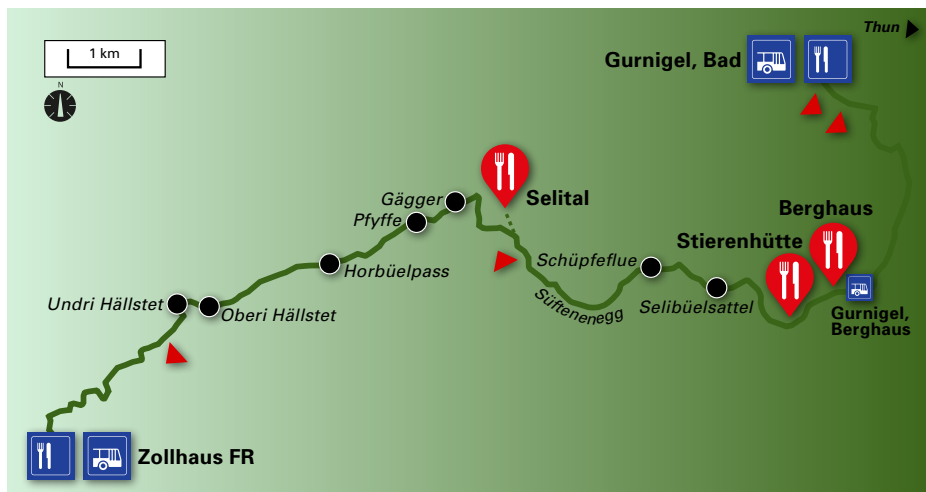 Thun
1 km
N
Gurnigel, Bad
Selital
Gägger
Pfyffe
Berghaus
Stierenhütte
Horbüelpass
Schüpfeflue
Süftenenegg
Selibüelsattel
Undri Hällstet
Oberi Hällstet
Gurnigel,
Berghaus
Zollhaus FR